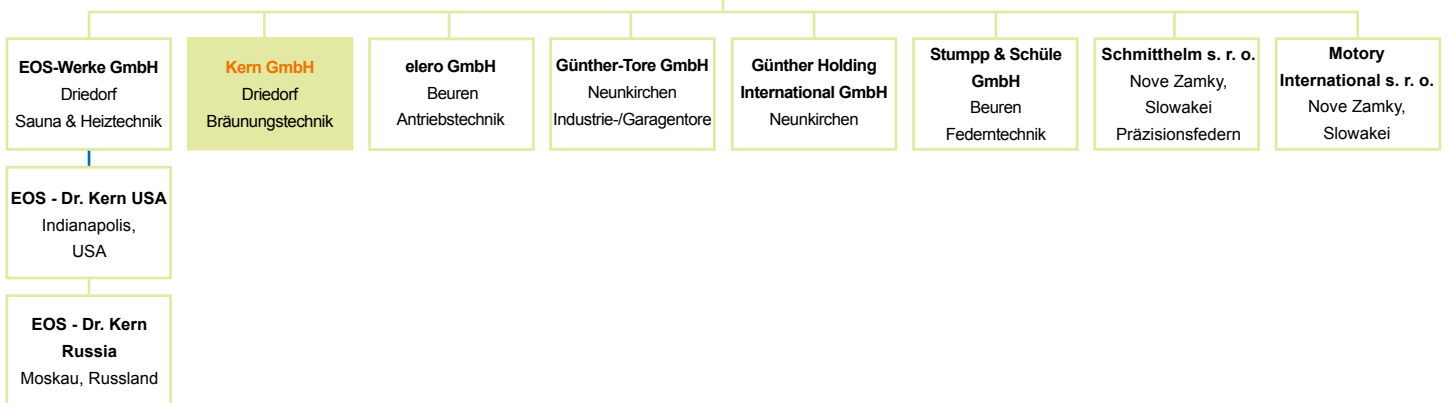 EOS-Werke GmbH
Driedorf
Sauna & Heiztechnik
Kern GmbH
Driedorf
Bräunungstechnik
elero GmbH
Beuren
Antriebstechnik
Günther-Tore GmbH
Neunkirchen
Industrie-/Garagentore
Günther Holding
International GmbH
Neunkirchen
Stumpp & Schüle
GmbH
Beuren
Federntechnik
Schmitthelm s. r. o.
Nove Zamky,
Slowakei
Präzisionsfedern
Motory
International s. r. o.
Nove Zamky,
Slowakei
EOS - Dr. Kern USA
Indianapolis,
USA
EOS - Dr. Kern
Russia
Moskau, Russland